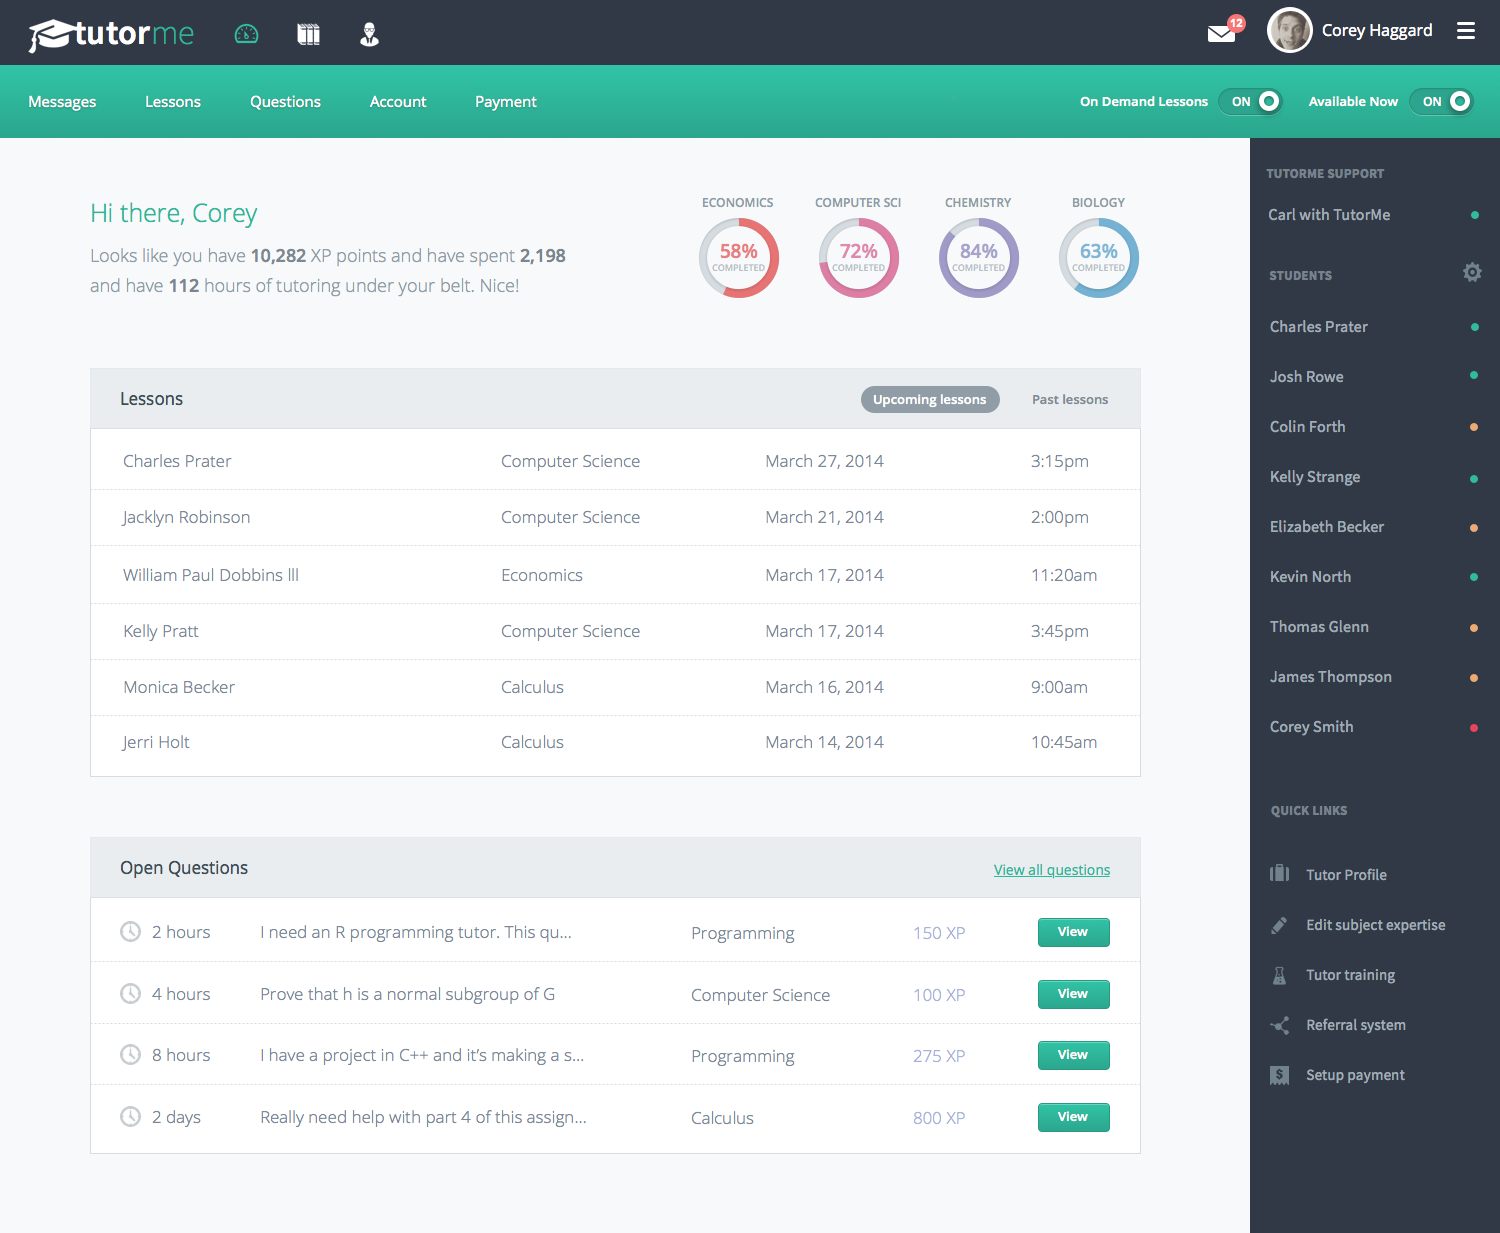 tutorme
12
Corey Haggard
Messages Lessons Questions Account Payment
On Demand Lessons ON Available Now ON
Hi there, Corey
Looks like you have 10,282 XP points and have spent 2,198
and have 112 hours of tutoring under your belt. Nice!
ECONOMICS
58%
COMPLETED
COMPUTER SCI
72%
COMPLETED
CHEMISTRY
84%
COMPLETED
BIOLOGY
63%
COMPLETED
Lessons Upcoming lessons Past lessons
Charles Prater Computer Science March 27, 2014 3:15pm
Jacklyn Robinson Computer Science March 21, 2014 2:00pm
William Paul Dobbins lll Economics March 17, 2014 11:20am
Kelly Pratt Computer Science March 17, 2014 3:45pm
Monica Becker Calculus March 16, 2014 9:00am
Jerri Holt Calculus March 14, 2014 10:45am
Open Questions View all questions
2 hours I need an R programming tutor. This qu... Programming 150 XP View
4 hours Prove that h is a normal subgroup of G Computer Science 100 XP View
8 hours I have a project in C++ and it’s making a s... Programming 275 XP View
2 days Really need help with part 4 of this assign... Calculus 800 XP View
TUTORME SUPPORT
Carl with TutorMe
STUDENTS
Charles Prater
Josh Rowe
Colin Forth
Kelly Strange
Elizabeth Becker
Kevin North
Thomas Glenn
James Thompson
Corey Smith
QUICK LINKS
Tutor Profile
Edit subject expertise
Tutor training
Referral system
$ Setup payment